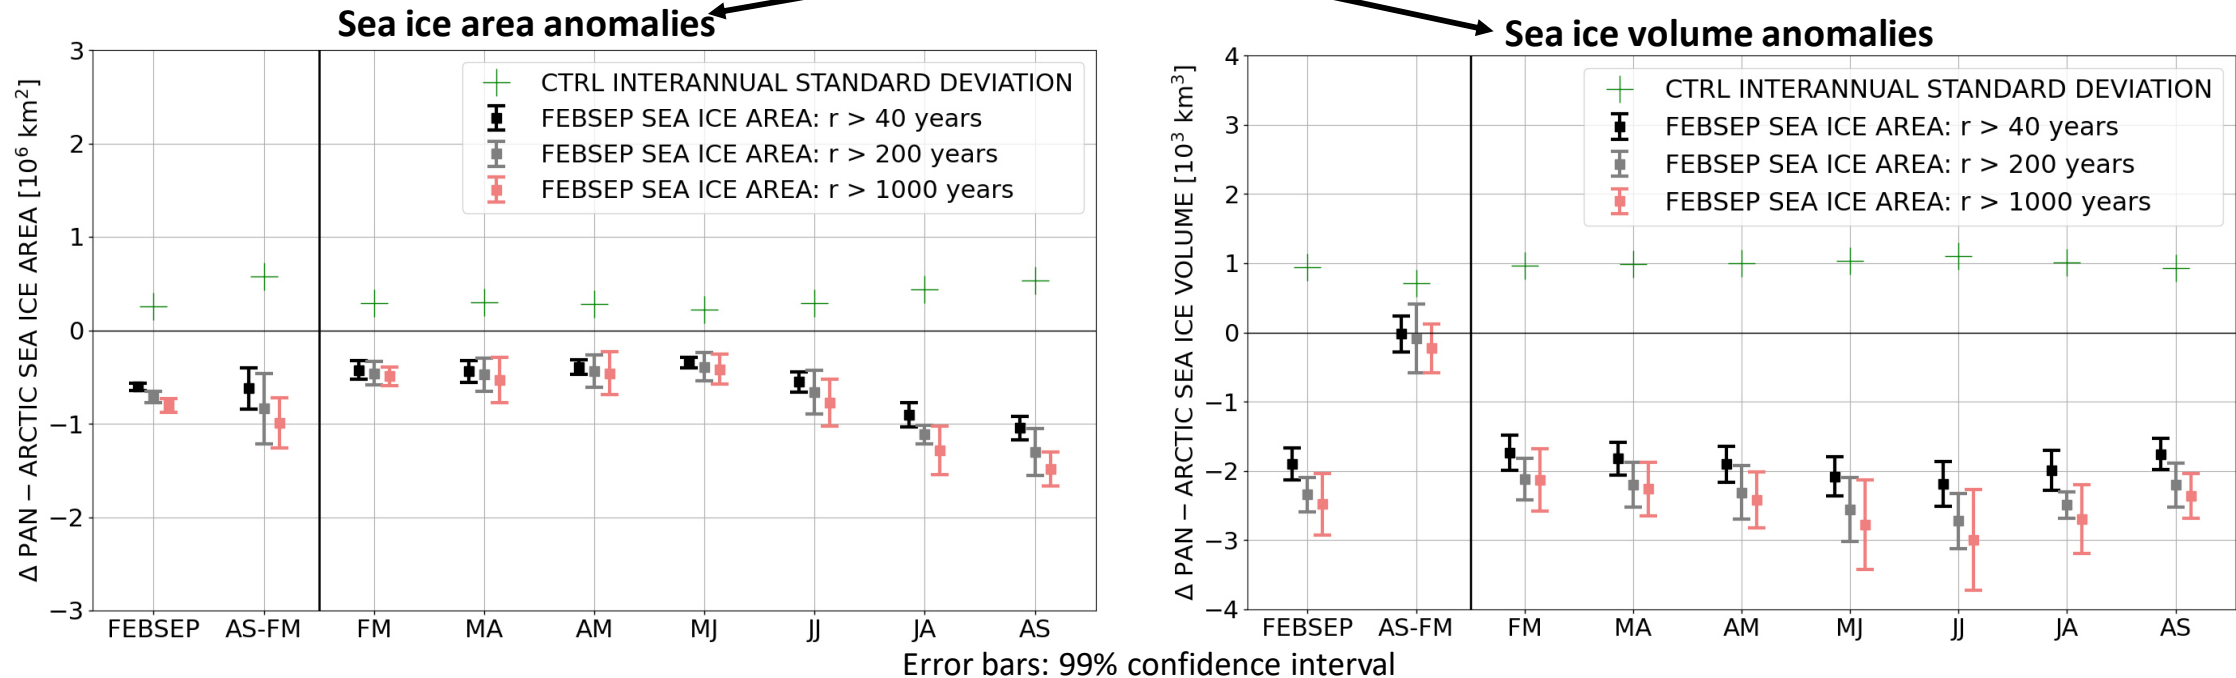 Sea ice area anomalies
Δ PAN − ARCTIC SEA ICE AREA [10⁶ km²]
3
2
1
0
−1
−2
−3
CTRL INTERANNUAL STANDARD DEVIATION
FEBSEP SEA ICE AREA: r > 40 years
FEBSEP SEA ICE AREA: r > 200 years
FEBSEP SEA ICE AREA: r > 1000 years
FEBSEP AS-FM FM MA AM MJ JJ JA AS
Sea ice volume anomalies
Δ PAN − ARCTIC SEA ICE VOLUME [10³ km³]
4
3
2
1
0
−1
−2
−3
−4
CTRL INTERANNUAL STANDARD DEVIATION
FEBSEP SEA ICE AREA: r > 40 years
FEBSEP SEA ICE AREA: r > 200 years
FEBSEP SEA ICE AREA: r > 1000 years
FEBSEP AS-FM FM MA AM MJ JJ JA AS
Error bars: 99% confidence interval